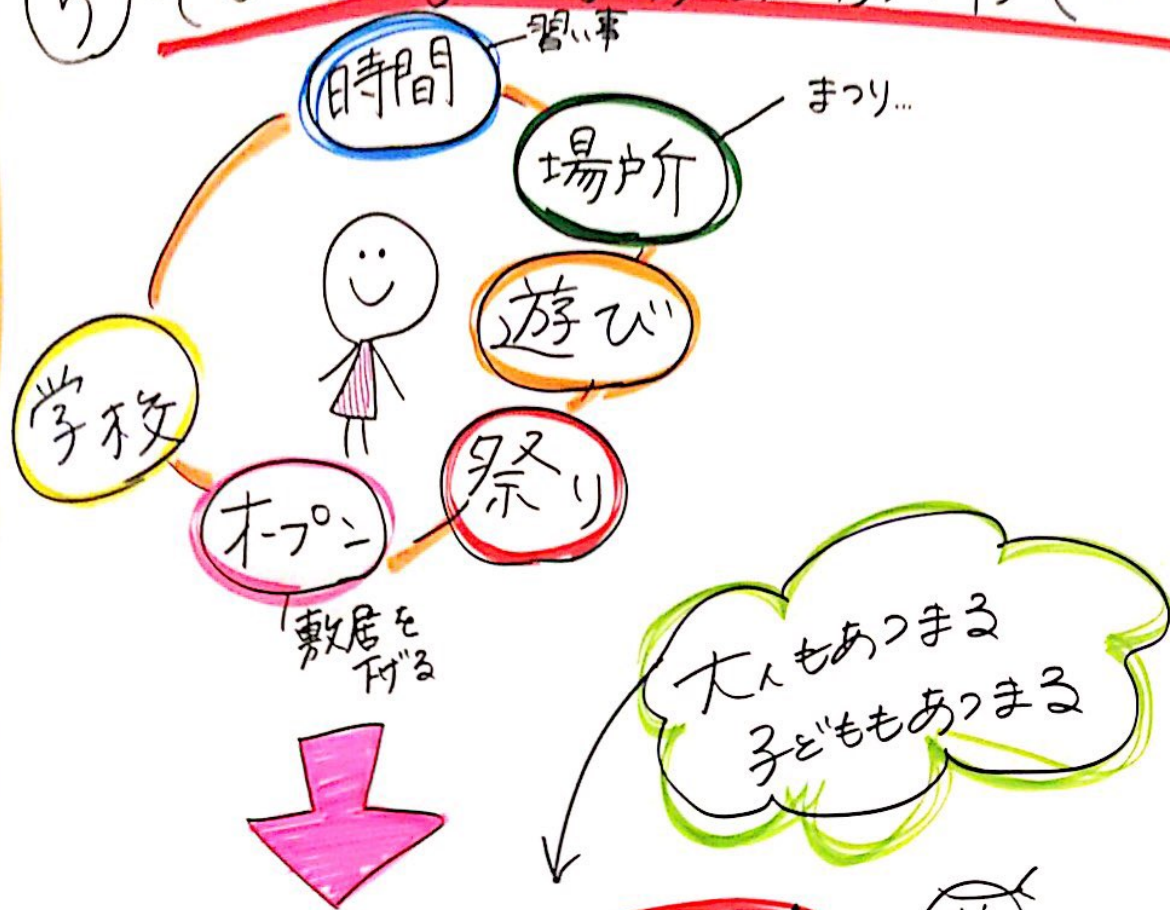 時間
習い事
場所
まつり…
遊び
学校
祭り
オープン
敷居を
下げる
大人もあつまる
子どももあつまる